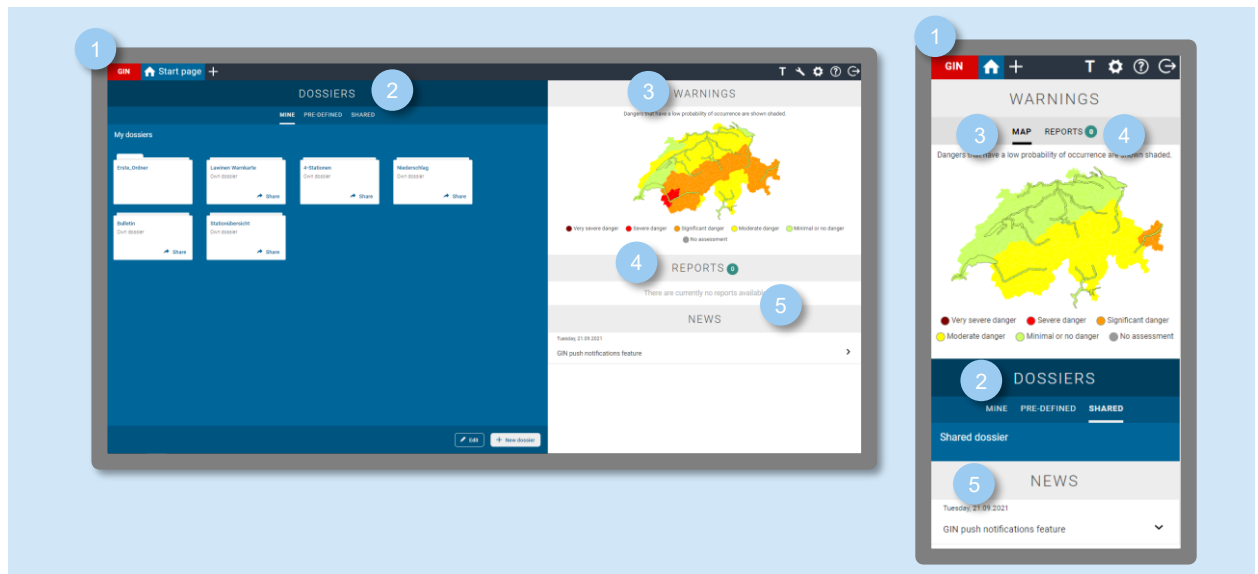 1
GIN Start page +
T
DOSSIERS 2
MINE PRE-DEFINED SHARED
My dossiers
Erste_Ordner
Lawinen Warnkarte
Own dossier
Share
4-Stationen
Own dossier
Share
Niederschlag
Own dossier
Share
Bulletin
Own dossier
Share
Stationsübersicht
Own dossier
Share
Edit
+ New dossier
3 WARNINGS
Dangers that have a low probability of occurrence are shown shaded.
Very severe danger Severe danger Significant danger Moderate danger Minimal or no danger
No assessment
4 REPORTS 0
There are currently no reports available
5
NEWS
Tuesday, 21.09.2021
GIN push notifications feature
1
GIN + T
WARNINGS
3 MAP REPORTS 0 4
Dangers that have a low probability of occurrence are shown shaded.
Very severe danger Severe danger Significant danger
Moderate danger Minimal or no danger No assessment
2 DOSSIERS
MINE PRE-DEFINED SHARED
Shared dossier
5 NEWS
Tuesday, 21.09.2021
GIN push notifications feature